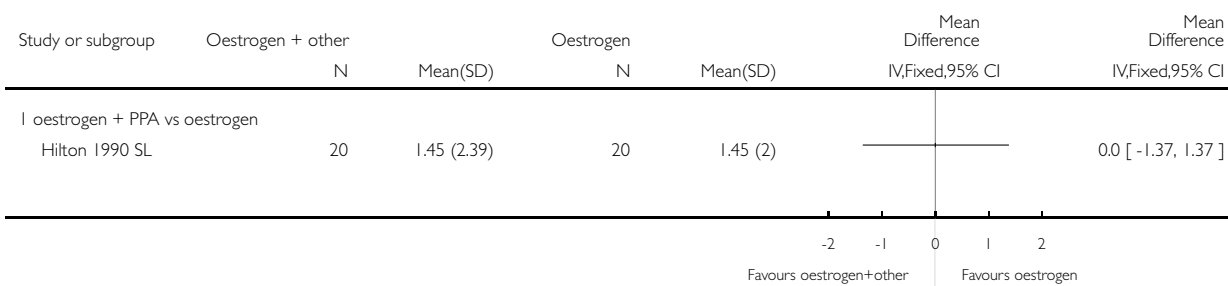 Study or subgroup Oestrogen + other Oestrogen Mean Difference Mean Difference
N Mean(SD) N Mean(SD) IV,Fixed,95% CI IV,Fixed,95% CI
1 oestrogen + PPA vs oestrogen
Hilton 1990 SL 20 1.45 (2.39) 20 1.45 (2) 0.0 [ -1.37, 1.37 ]
-2 -1 0 1 2
Favours oestrogen+other Favours oestrogen